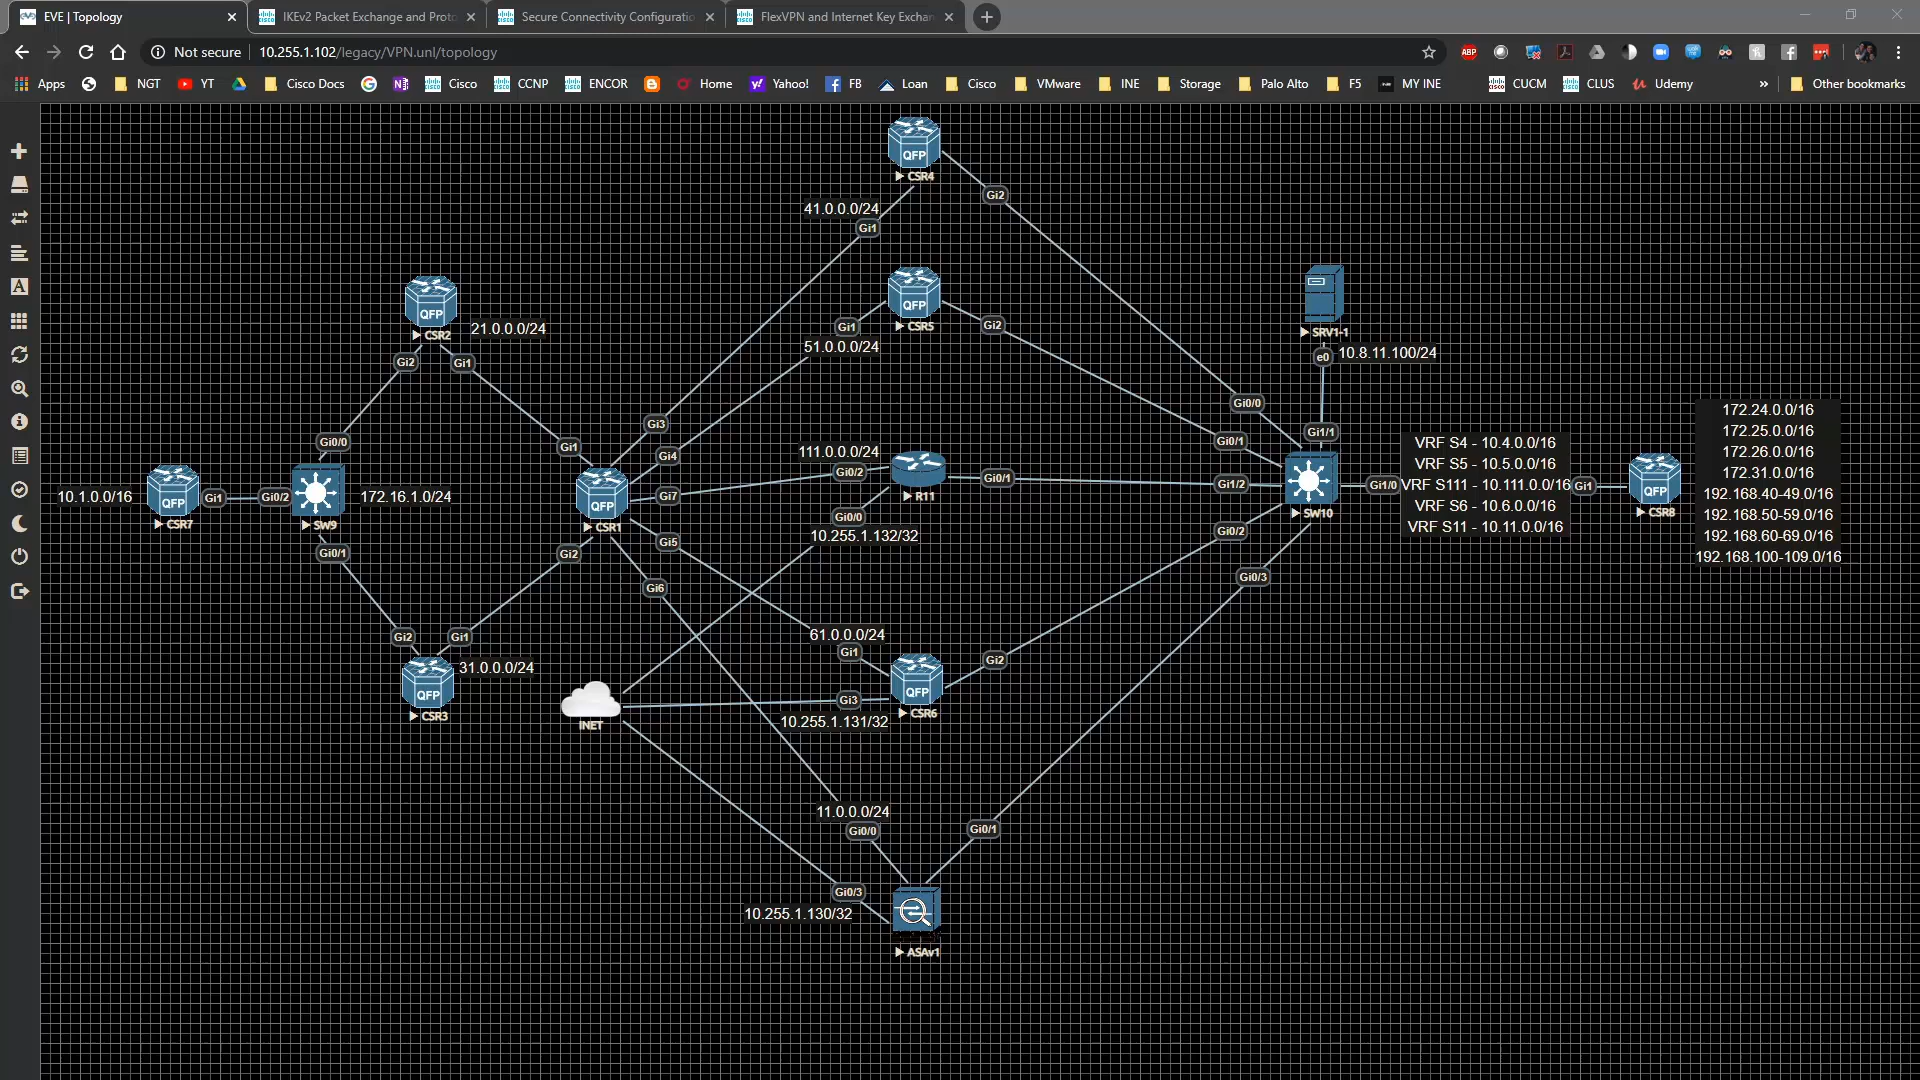 EVE | Topology
IKEv2 Packet Exchange and Proto
Secure Connectivity Configuratio
FlexVPN and Internet Key Exchan
Not secure
10.255.1.102/legacy/VPN.unl/topology
ABP
Apps
NGT
YT
Cisco Docs
Cisco
CCNP
ENCOR
Home
Yahoo!
FB
Loan
Cisco
VMware
INE
Storage
Palo Alto
F5
MY INE
CUCM
CLUS
Udemy
»
Other bookmarks
QFP
CSR4
Gi2
41.0.0.0/24
Gi1
QFP
CSR5
Gi1
Gi2
51.0.0.0/24
QFP
CSR2
21.0.0.0/24
Gi2
Gi1
SRV1-1
e0
10.8.11.100/24
Gi0/0
Gi3
Gi0/0
Gi1
Gi4
Gi0/1
Gi1/1
111.0.0.0/24
Gi0/2
R11
Gi0/1
Gi7
Gi1/2
10.1.0.0/16
QFP
CSR7
Gi1
Gi0/2
SW9
172.16.1.0/24
QFP
CSR1
SW10
Gi1/0
VRF S4 - 10.4.0.0/16
VRF S5 - 10.5.0.0/16
VRF S111 - 10.111.0.0/16
VRF S6 - 10.6.0.0/16
VRF S11 - 10.11.0.0/16
Gi1
QFP
CSR8
172.24.0.0/16
172.25.0.0/16
172.26.0.0/16
172.31.0.0/16
192.168.40-49.0/16
192.168.50-59.0/16
192.168.60-69.0/16
192.168.100-109.0/16
Gi0/0
10.255.1.132/32
Gi0/1
Gi2
Gi5
Gi6
Gi0/2
Gi0/3
Gi2
Gi1
61.0.0.0/24
Gi1
Gi2
31.0.0.0/24
QFP
CSR3
INET
Gi3
QFP
CSR6
10.255.1.131/32
11.0.0.0/24
Gi0/0
Gi0/1
Gi0/3
10.255.1.130/32
ASAv1